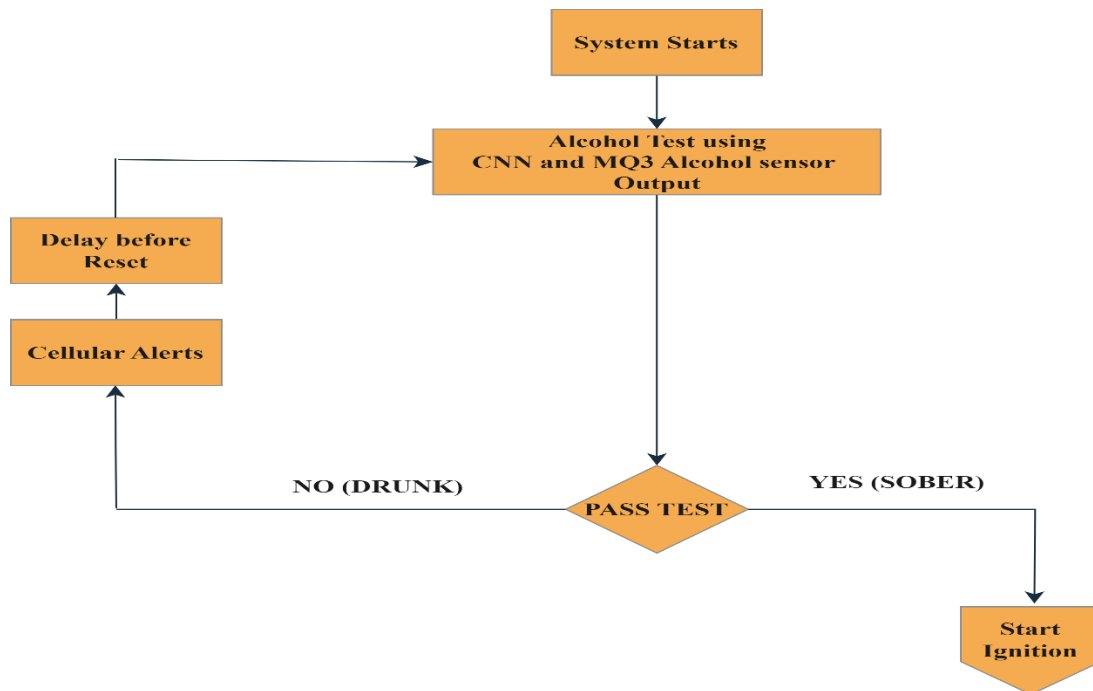 System Starts
Alcohol Test using
CNN and MQ3 Alcohol sensor
Output
Delay before
Reset
Cellular Alerts
NO (DRUNK)
YES (SOBER)
PASS TEST
Start
Ignition